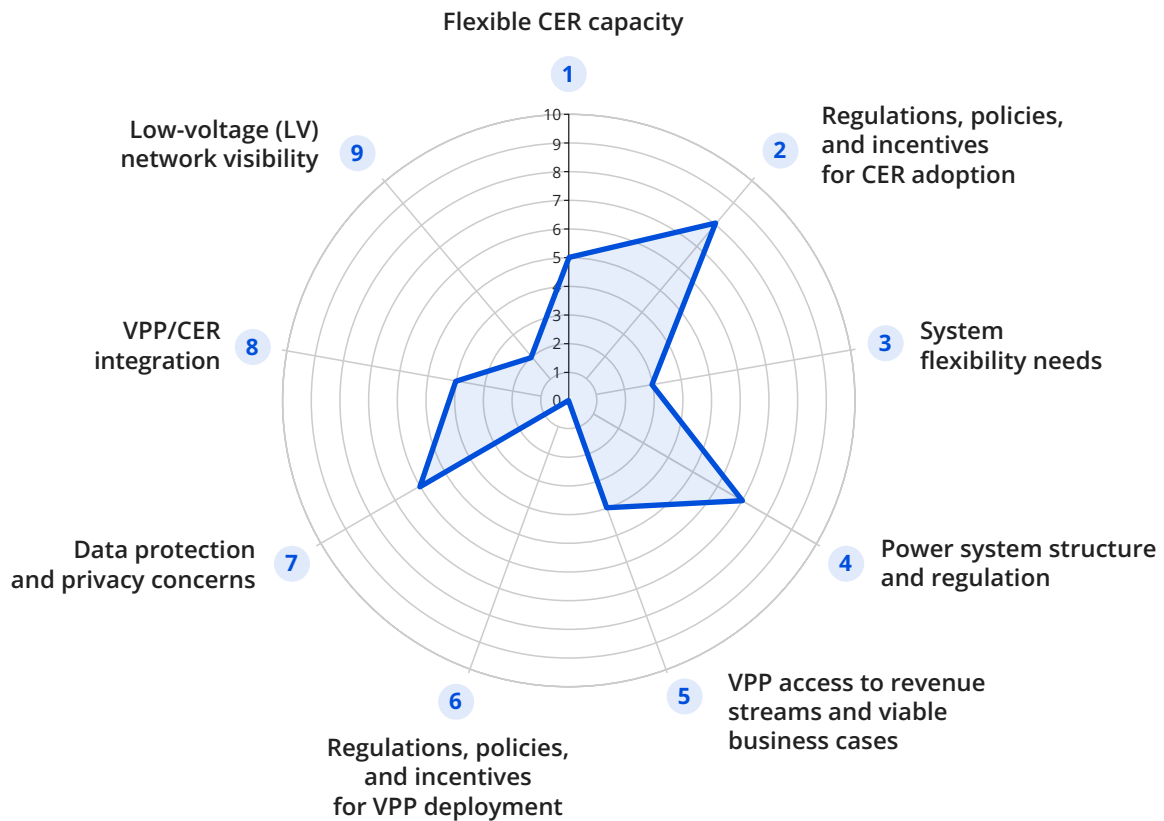 Flexible CER capacity
1
Regulations, policies,
and incentives
for CER adoption
2
System
flexibility needs
3
Power system structure
and regulation
4
VPP access to revenue
streams and viable
business cases
5
6
Regulations, policies,
and incentives
for VPP deployment
7
Data protection
and privacy concerns
8
VPP/CER
integration
9
Low-voltage (LV)
network visibility
10
9
8
7
6
5
4
3
2
1
0